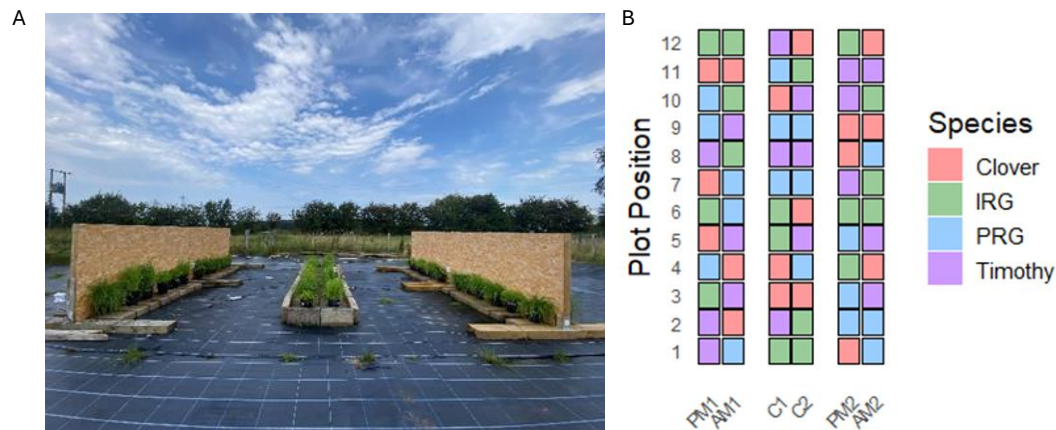 A
B
Plot Position
12
11
10
9
8
7
6
5
4
3
2
1
PM1 AM1 C1 C2 PM2 AM2
Species
Clover
IRG
PRG
Timothy